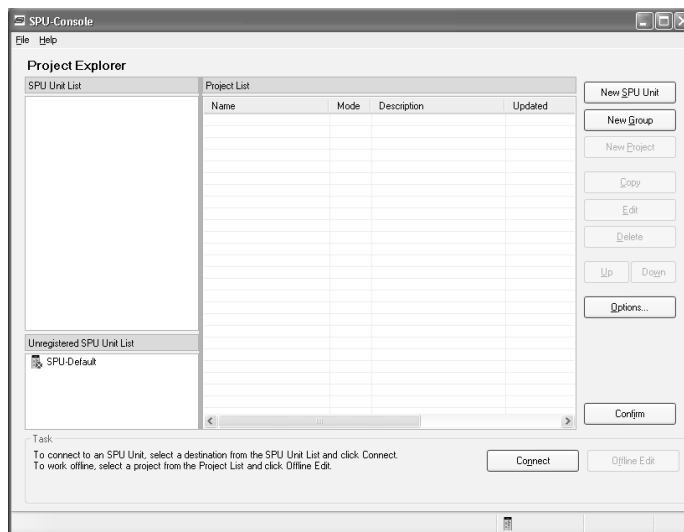 SPU-Console
File Help
Project Explorer
SPU Unit List
Project List
Name Mode Description Updated
New SPU Unit
New Group
New Project
Copy
Edit
Delete
Up Down
Options...
Unregistered SPU Unit List
SPU-Default
Confirm
Task
To connect to an SPU Unit, select a destination from the SPU Unit List and click Connect.
To work offline, select a project from the Project List and click Offline Edit.
Connect Offline Edit